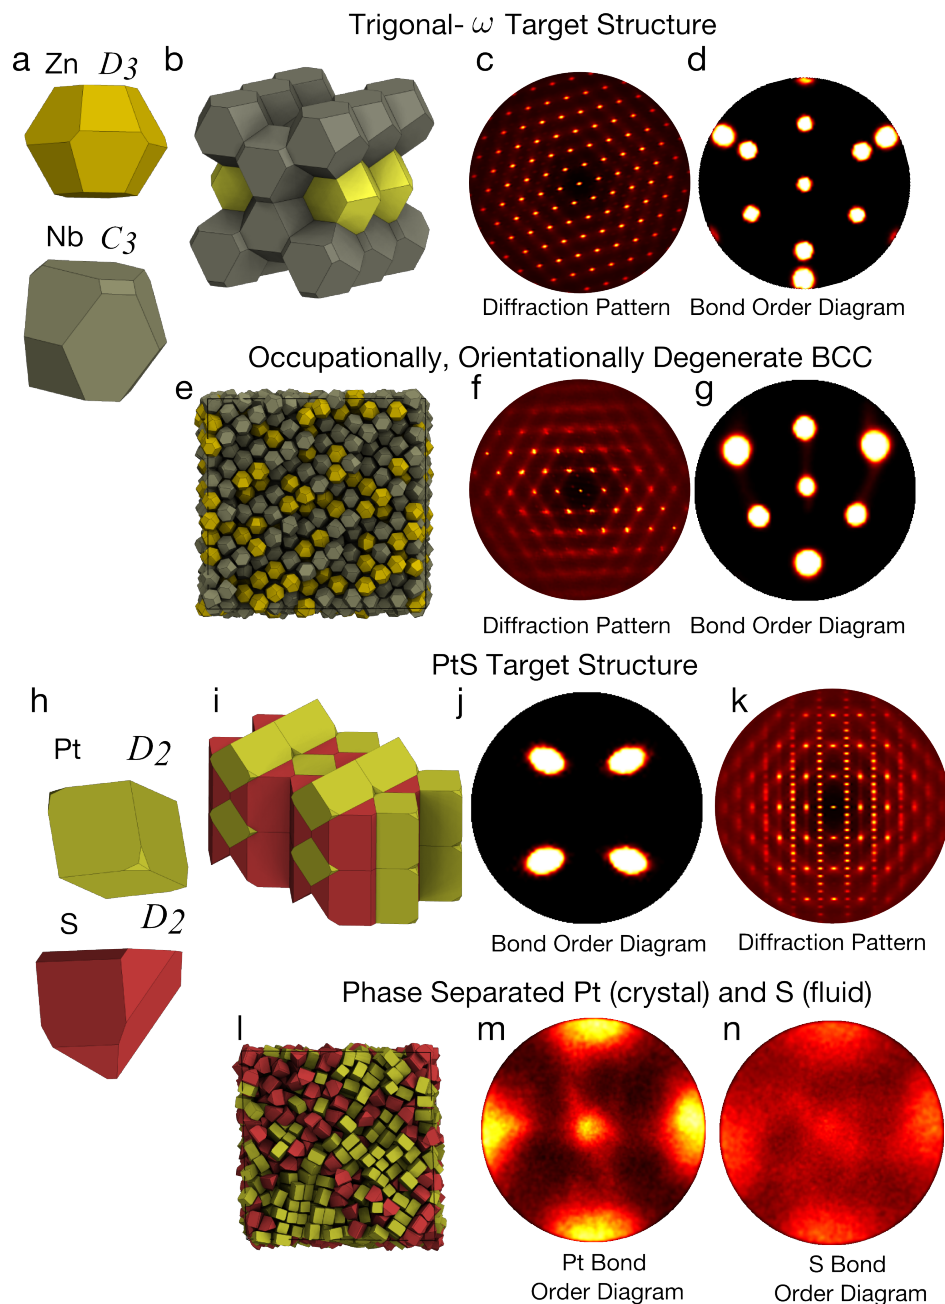 Trigonal- ω Target Structure
a Zn D3 b c d
Nb C3
Diffraction Pattern Bond Order Diagram
Occupationally, Orientationally Degenerate BCC
e f g
Diffraction Pattern Bond Order Diagram
PtS Target Structure
h i j k
Pt D2
S D2
Bond Order Diagram Diffraction Pattern
Phase Separated Pt (crystal) and S (fluid)
l m n
Pt Bond
Order Diagram
S Bond
Order Diagram